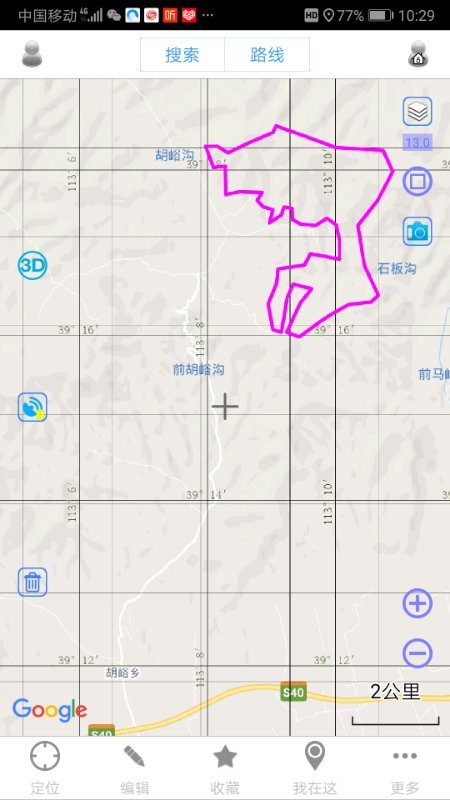 中国移动 4G HD 77% 10:29
搜索 路线
13.0
胡峪沟
39° 18′
113° 6′
113° 10′
3D
石板沟
39° 16′
39° 16′
113° 8′
前胡峪沟
前马
39° 14′
113° 6′
113° 10′
39° 12′
39° 12′
113° 8′
胡峪乡
S40
2公里
Google
S40
定位 编辑 收藏 我在这 更多